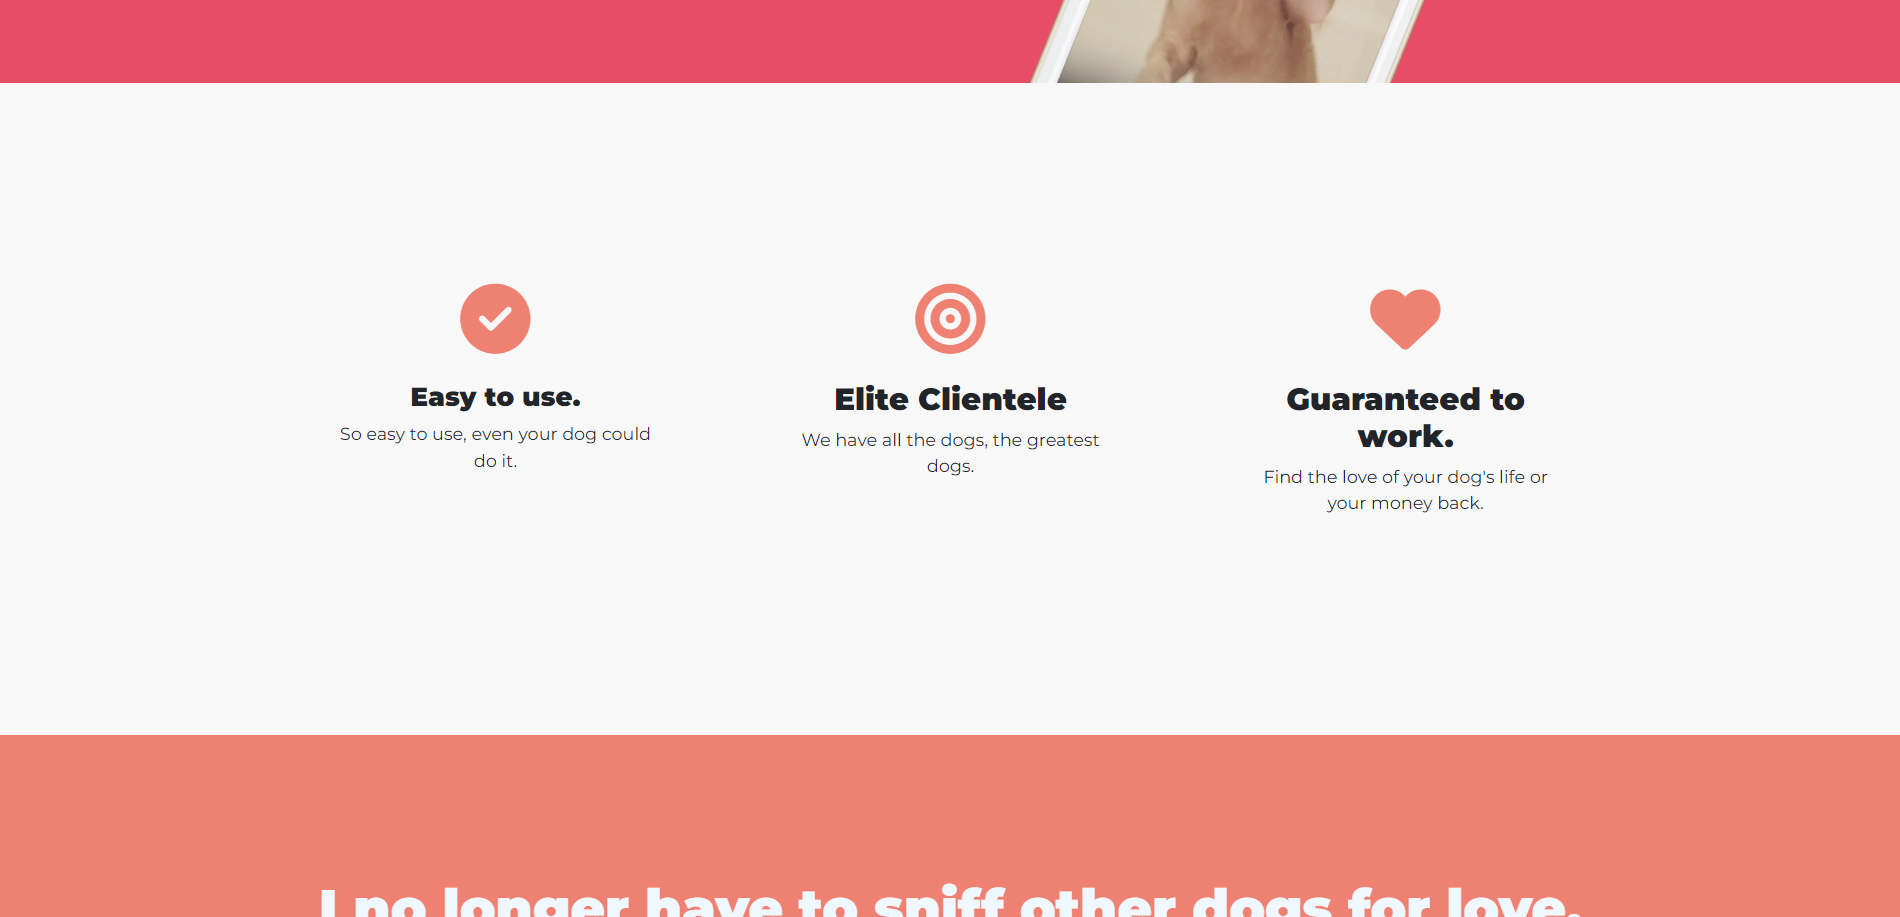 Easy to use.
So easy to use, even your dog could
do it.
Elite Clientele
We have all the dogs, the greatest
dogs.
Guaranteed to
work.
Find the love of your dog's life or
your money back.
I no longer have to sniff other dogs for love.